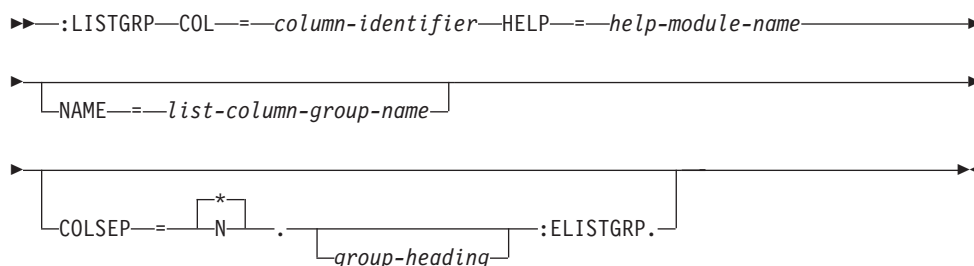 :LISTGRP COL = column-identifier HELP = help-module-name
NAME = list-column-group-name
*
COLSEP = N . :ELISTGRP.
group-heading